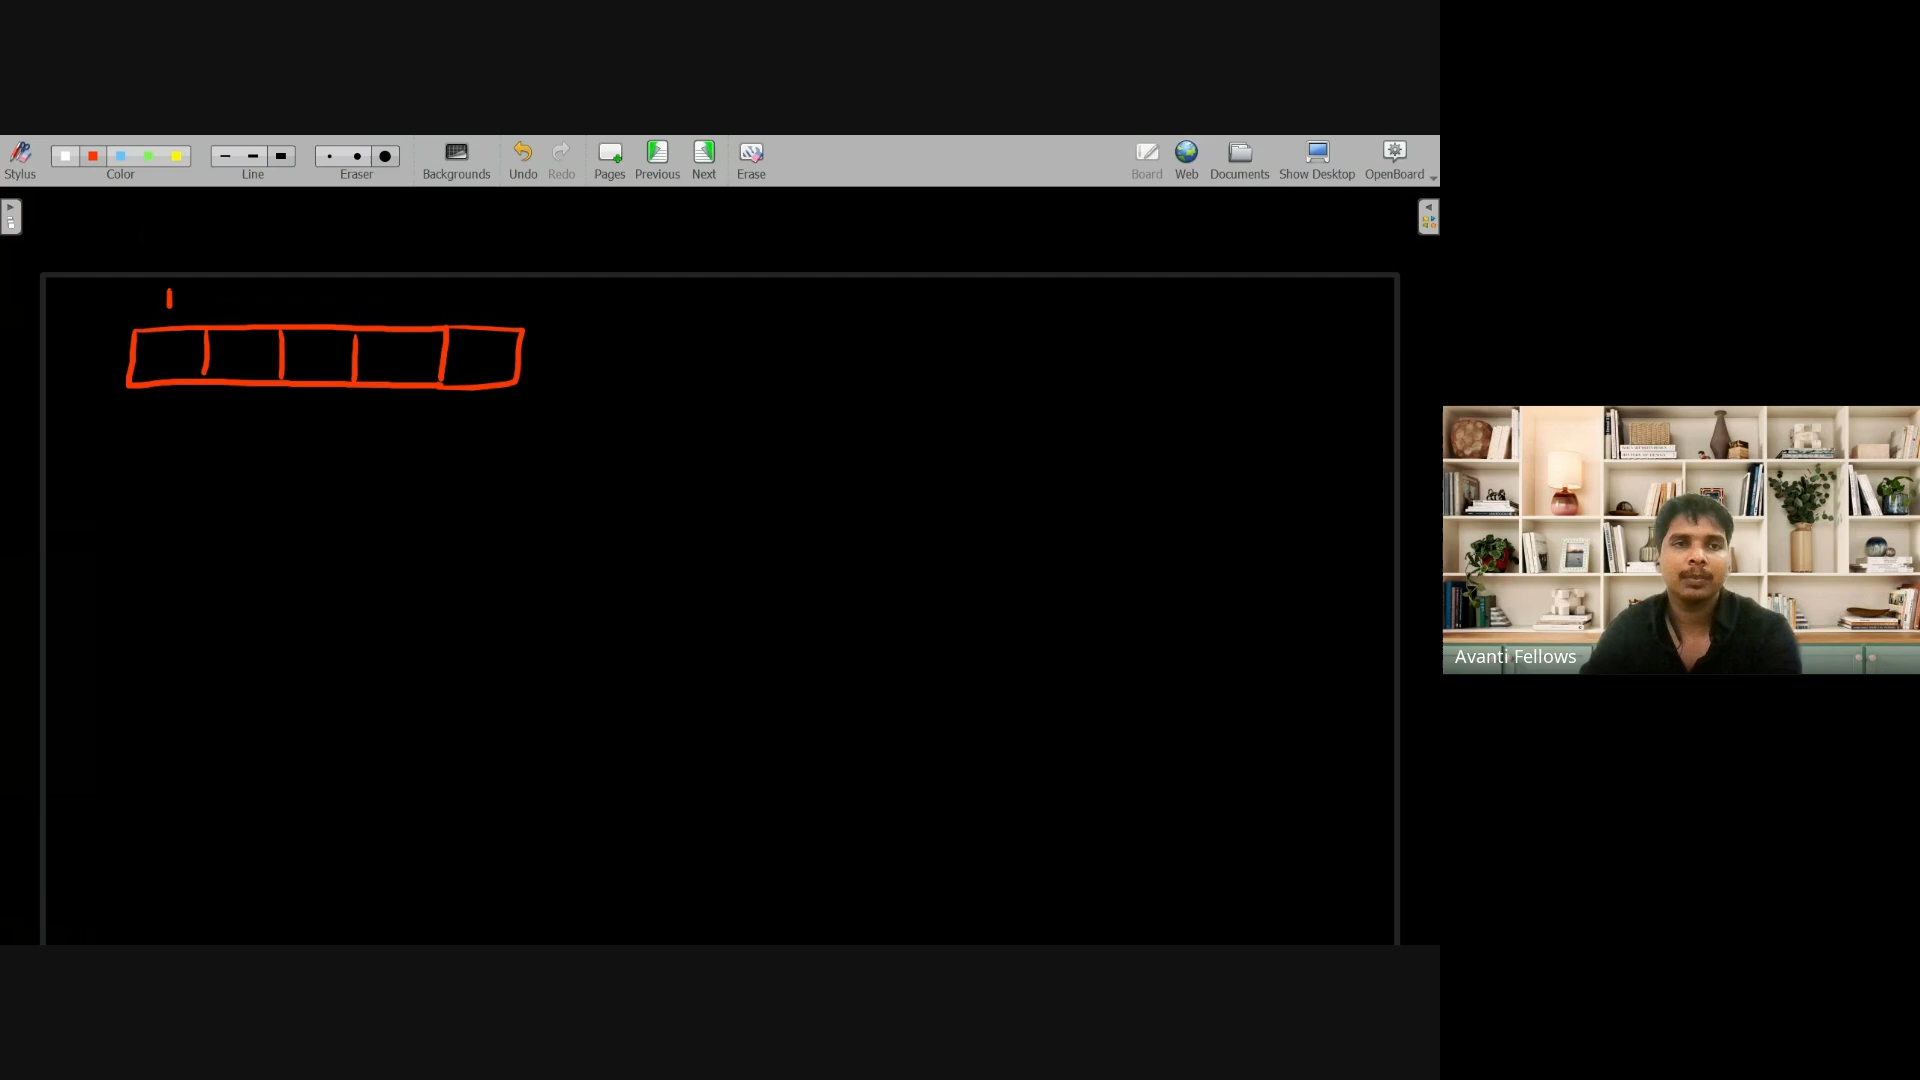 Stylus Color Line Eraser Backgrounds Undo Redo Pages Previous Next Erase Board Web Documents Show Desktop OpenBoard
1
Avanti Fellows